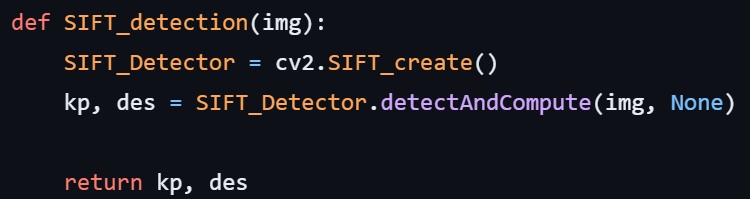 def SIFT_detection(img):
    SIFT_Detector = cv2.SIFT_create()
    kp, des = SIFT_Detector.detectAndCompute(img, None)
    return kp, des